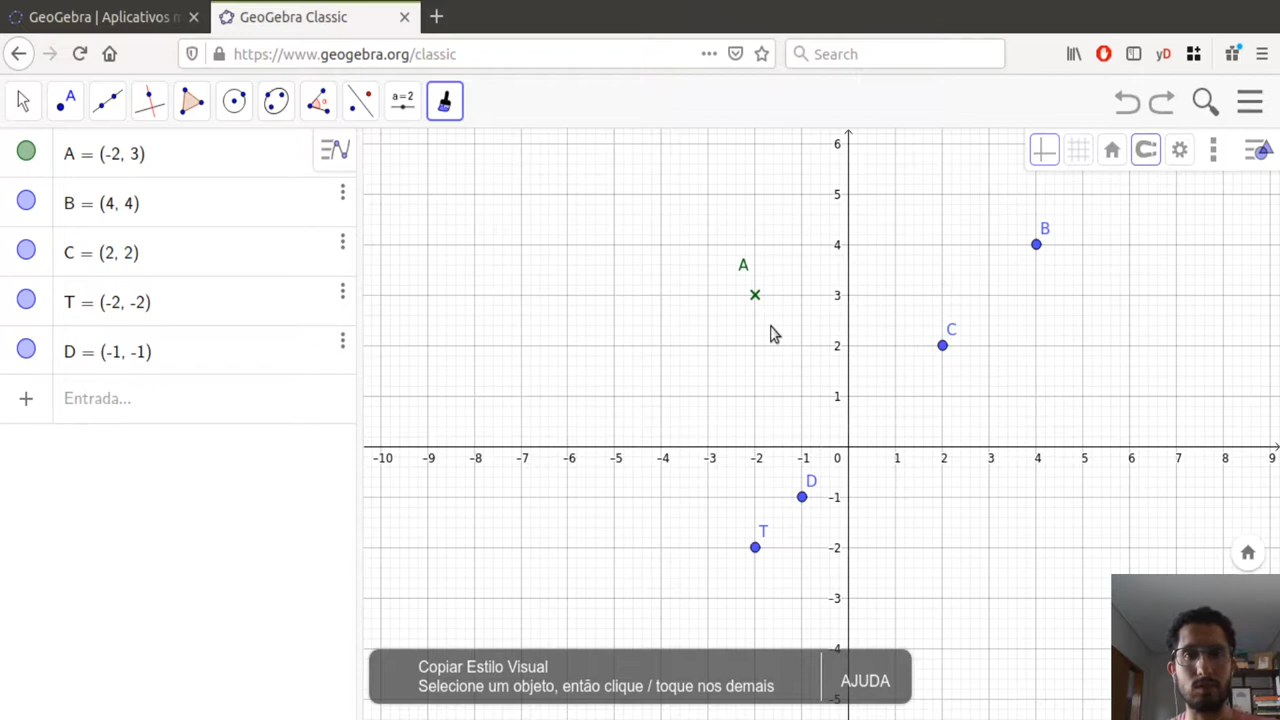 GeoGebra | Aplicativos m
GeoGebra Classic
https://www.geogebra.org/classic
Search
yD
A
α
a=2
A = (-2, 3)
B = (4, 4)
C = (2, 2)
T = (-2, -2)
D = (-1, -1)
Entrada...
6
5
4
3
2
1
-10 -9 -8 -7 -6 -5 -4 -3 -2 -1 0 1 2 3 4 5 6 7 8 9
-1
-2
-3
-4
-5
B
A
C
D
T
Copiar Estilo Visual
Selecione um objeto, então clique / toque nos demais
AJUDA